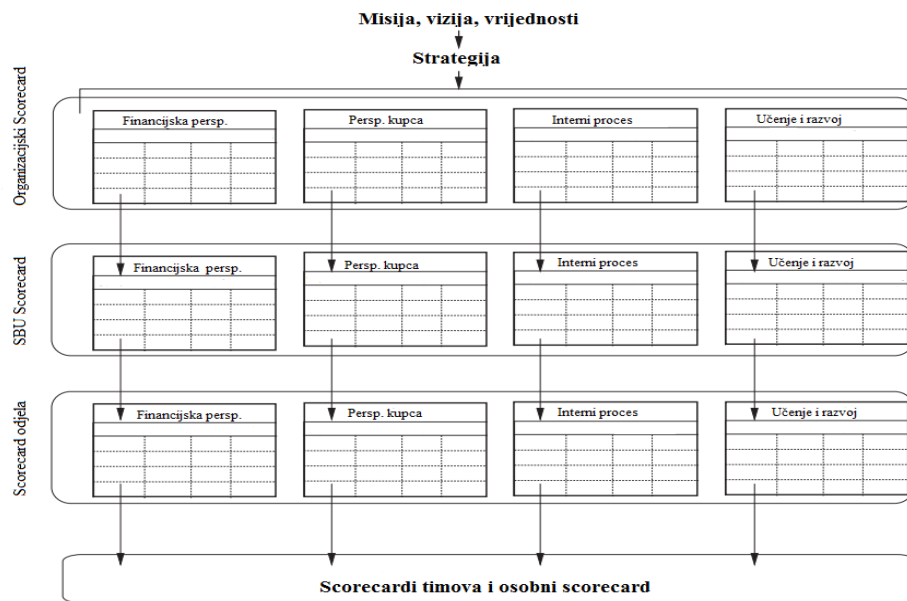 Misija, vizija, vrijednosti
Strategija
Organizacijski Scorecard
Financijska persp.
Persp. kupca
Interni proces
Učenje i razvoj
SBU Scorecard
Financijska persp.
Persp. kupca
Interni proces
Učenje i razvoj
Scorecard odjela
Financijska persp.
Persp. kupca
Interni proces
Učenje i razvoj
Scorecardi timova i osobni scorecard